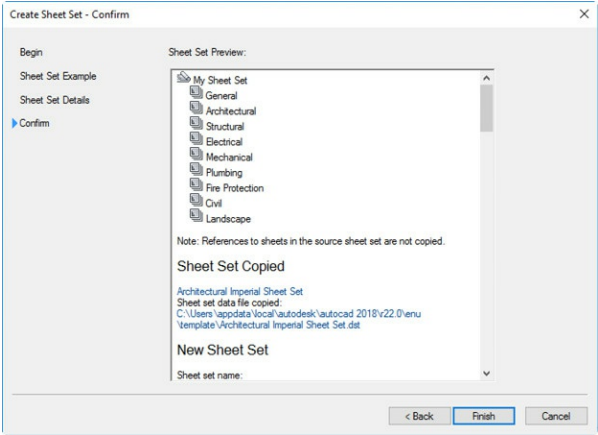 Create Sheet Set - Confirm
Begin
Sheet Set Example
Sheet Set Details
Confirm
Sheet Set Preview:
My Sheet Set
General
Architectural
Structural
Electrical
Mechanical
Plumbing
Fire Protection
Civil
Landscape
Note: References to sheets in the source sheet set are not copied.
Sheet Set Copied
Architectural Imperial Sheet Set
Sheet set data file copied:
C:\Users\appdata\local\autodesk\autocad 2018\r22.0\enu
\template\Architectural Imperial Sheet Set.dst
New Sheet Set
Sheet set name:
< Back
Finish
Cancel